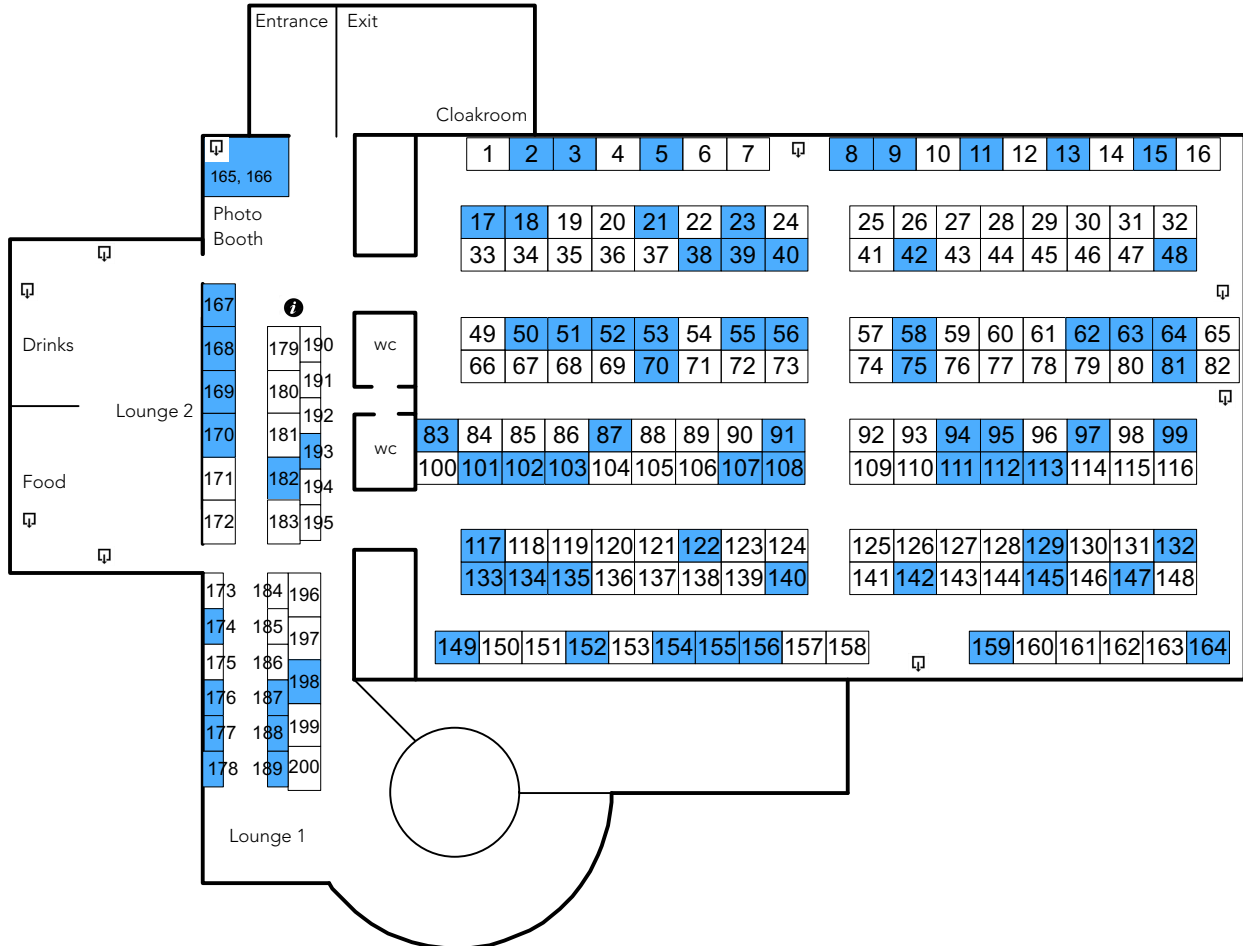 Entrance Exit
Cloakroom
1 2 3 4 5 6 7 8 9 10 11 12 13 14 15 16
165, 166
Photo
Booth
17 18 19 20 21 22 23 24 25 26 27 28 29 30 31 32
33 34 35 36 37 38 39 40 41 42 43 44 45 46 47 48
i
Drinks
Lounge 2
Food
167
168
169
170
171
172
179
180
181
182
183
190
191
192
193
194
195
wc
wc
49 50 51 52 53 54 55 56 57 58 59 60 61 62 63 64 65
66 67 68 69 70 71 72 73 74 75 76 77 78 79 80 81 82
83 84 85 86 87 88 89 90 91 92 93 94 95 96 97 98 99
100 101 102 103 104 105 106 107 108 109 110 111 112 113 114 115 116
117 118 119 120 121 122 123 124 125 126 127 128 129 130 131 132
133 134 135 136 137 138 139 140 141 142 143 144 145 146 147 148
149 150 151 152 153 154 155 156 157 158 159 160 161 162 163 164
173
174
175
176
177
178
184
185
186
187
188
189
196
197
198
199
200
Lounge 1